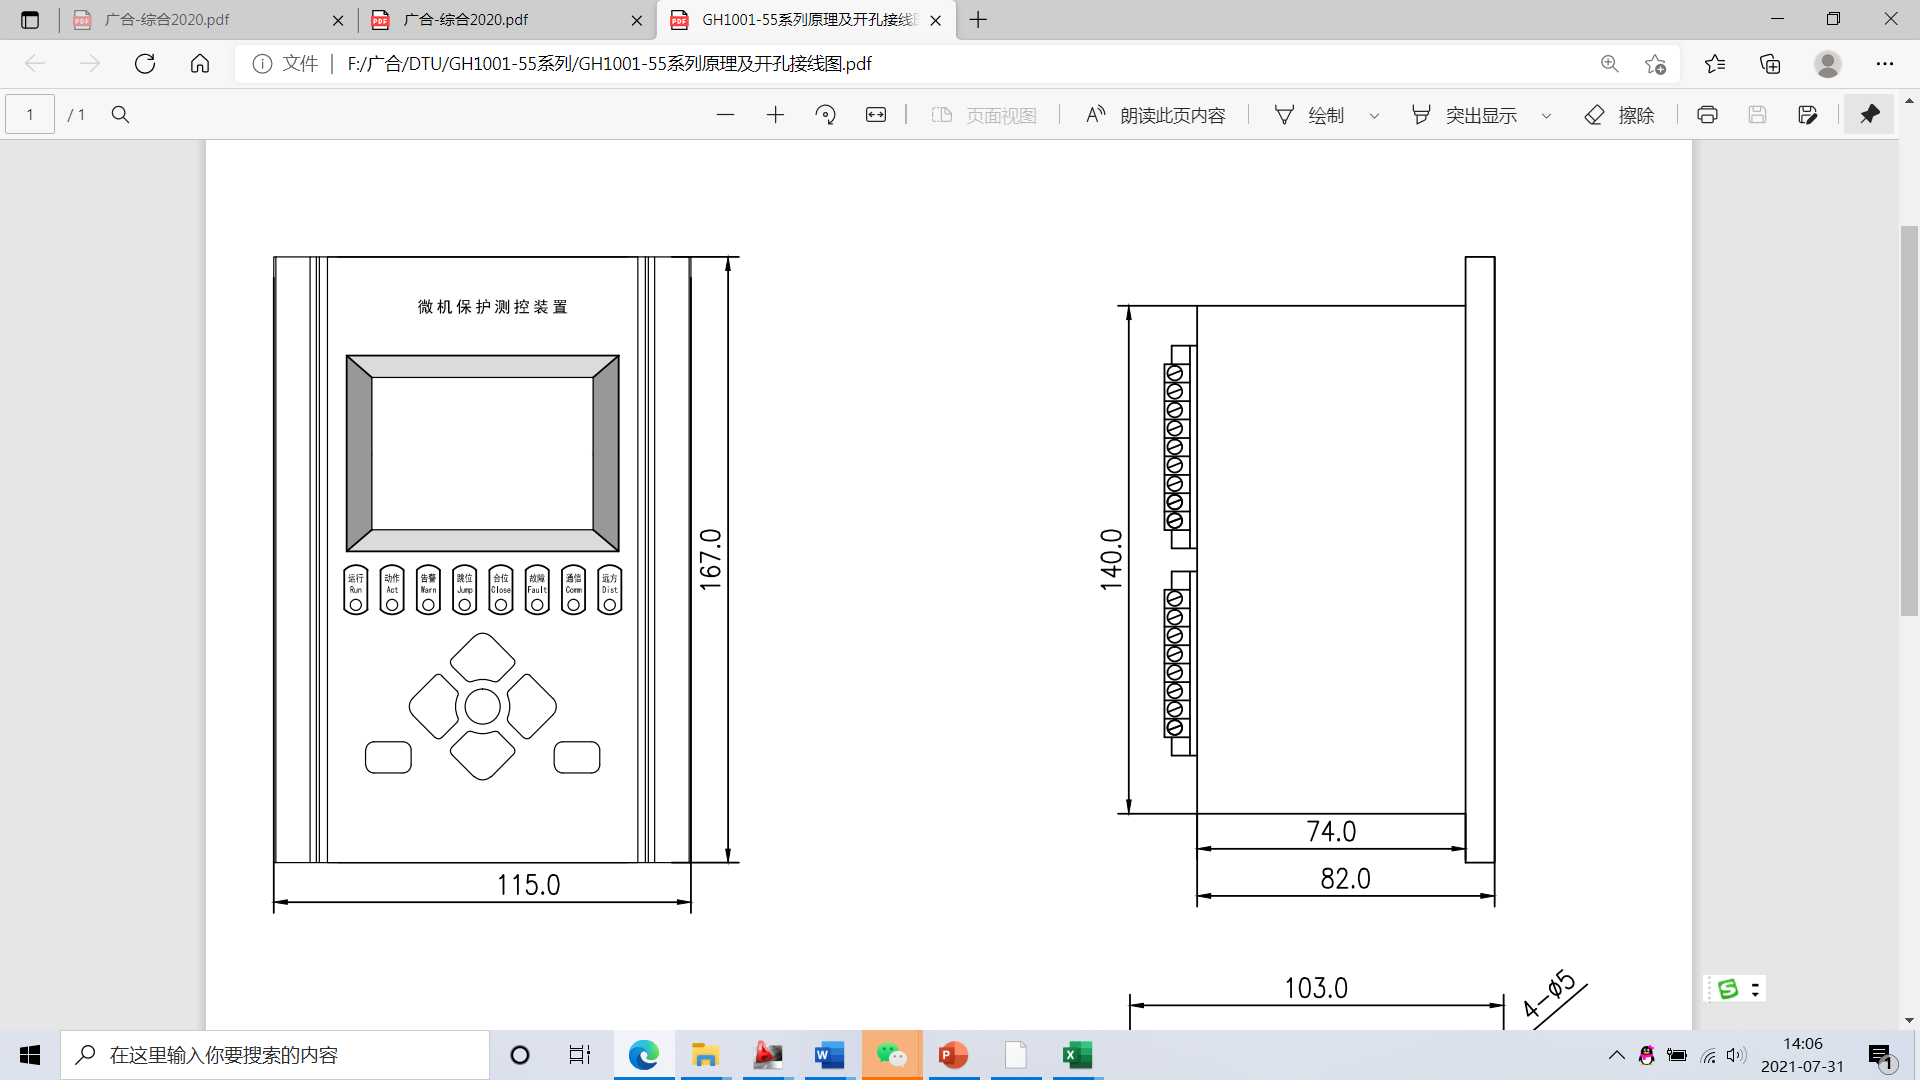 广合-综合2020.pdf
广合-综合2020.pdf
GH1001-55系列原理及开孔接线
文件
F:/广合/DTU/GH1001-55系列/GH1001-55系列原理及开孔接线图.pdf
1 / 1
页面视图
朗读此页内容
绘制
突出显示
擦除
微机保护测控装置
运行 动作 告警 跳位 合位 故障 通信 远方
Run Act Warn Jump Close Fault Comm Dist
167.0
115.0
140.0
74.0
82.0
103.0
4-ø5
在这里输入你要搜索的内容
14:06
2021-07-31
1